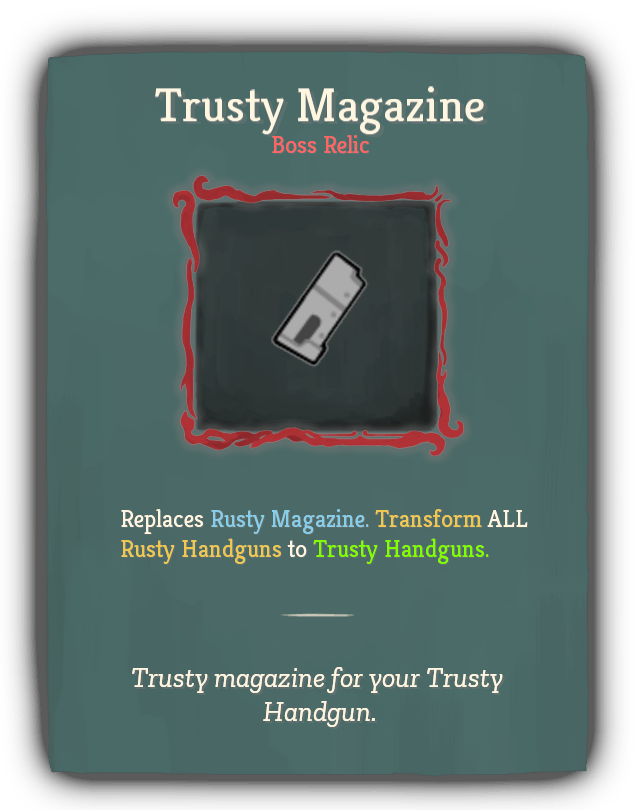 Trusty Magazine
Boss Relic
Replaces Rusty Magazine. Transform ALL
Rusty Handguns to Trusty Handguns.
Trusty magazine for your Trusty
Handgun.